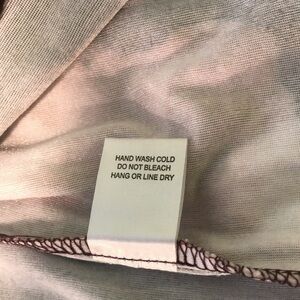 HAND WASH COLD
DO NOT BLEACH
HANG OR LINE DRY